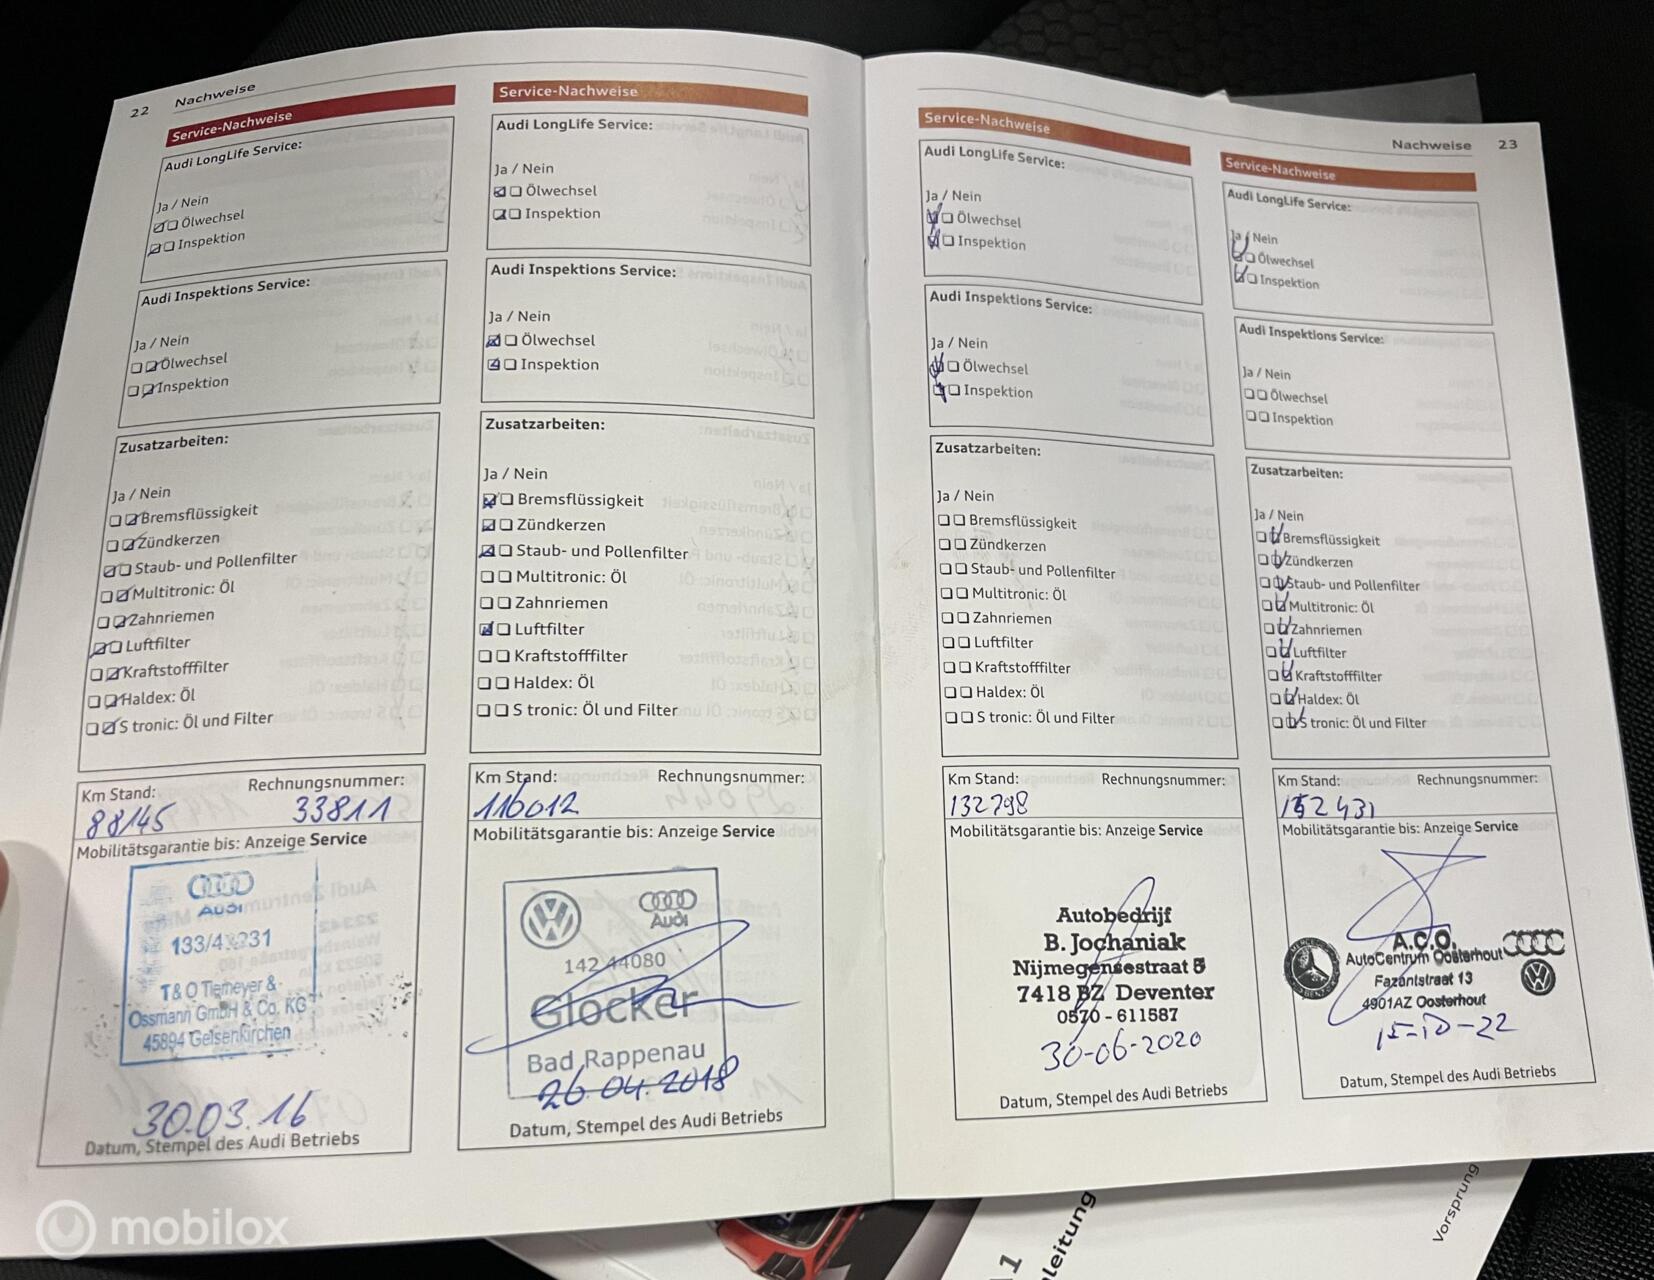 22 Nachweise
Service-Nachweise
Audi LongLife Service:
Ja / Nein
Ölwechsel
Inspektion
Audi Inspektions Service:
Ja / Nein
Ölwechsel
Inspektion
Zusatzarbeiten:
Ja / Nein
Bremsflüssigkeit
Zündkerzen
Staub- und Pollenfilter
Multitronic: Öl
Zahnriemen
Luftfilter
Kraftstofffilter
Haldex: Öl
S tronic: Öl und Filter
Km Stand: Rechnungsnummer:
88145 33811
Mobilitätsgarantie bis: Anzeige Service
Audi
T&O Tiemeyer &
Ossmann GmbH & Co. KG
45894 Gelsenkirchen
30.03.16
Datum, Stempel des Audi Betriebs
Service-Nachweise
Audi LongLife Service:
Ja / Nein
Ölwechsel
Inspektion
Audi Inspektions Service:
Ja / Nein
Ölwechsel
Inspektion
Zusatzarbeiten:
Ja / Nein
Bremsflüssigkeit
Zündkerzen
Staub- und Pollenfilter
Multitronic: Öl
Zahnriemen
Luftfilter
Kraftstofffilter
Haldex: Öl
S tronic: Öl und Filter
Km Stand: Rechnungsnummer:
116012
Mobilitätsgarantie bis: Anzeige Service
Audi
142 44080
Glocker
Bad Rappenau
26.04.2018
Datum, Stempel des Audi Betriebs
Service-Nachweise
Audi LongLife Service:
Ja / Nein
Ölwechsel
Inspektion
Audi Inspektions Service:
Ja / Nein
Ölwechsel
Inspektion
Zusatzarbeiten:
Ja / Nein
Bremsflüssigkeit
Zündkerzen
Staub- und Pollenfilter
Multitronic: Öl
Zahnriemen
Luftfilter
Kraftstofffilter
Haldex: Öl
S tronic: Öl und Filter
Km Stand: Rechnungsnummer:
132798
Mobilitätsgarantie bis: Anzeige Service
Autobedrijf
B. Jochaniak
Nijmegensestraat 5
7418 BZ Deventer
0570 - 611587
30-06-2020
Datum, Stempel des Audi Betriebs
Nachweise 23
Service-Nachweise
Audi LongLife Service:
Ja / Nein
Ölwechsel
Inspektion
Audi Inspektions Service:
Ja / Nein
Ölwechsel
Inspektion
Zusatzarbeiten:
Ja / Nein
Bremsflüssigkeit
Zündkerzen
Staub- und Pollenfilter
Multitronic: Öl
Zahnriemen
Luftfilter
Kraftstofffilter
Haldex: Öl
S tronic: Öl und Filter
Km Stand: Rechnungsnummer:
152431
Mobilitätsgarantie bis: Anzeige Service
A.C.O.
AutoCentrum Oosterhout
Fazantstraat 13
4901AZ Oosterhout
15-10-22
Datum, Stempel des Audi Betriebs
mobilox
leitung
Vorsprung